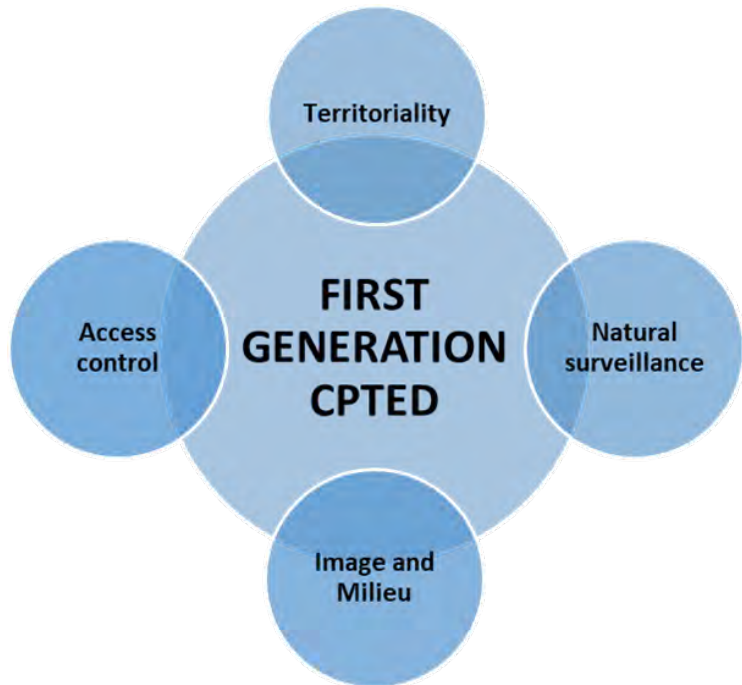 Territoriality
FIRST
GENERATION
CPTED
Access
control
Natural
surveillance
Image and
Milieu